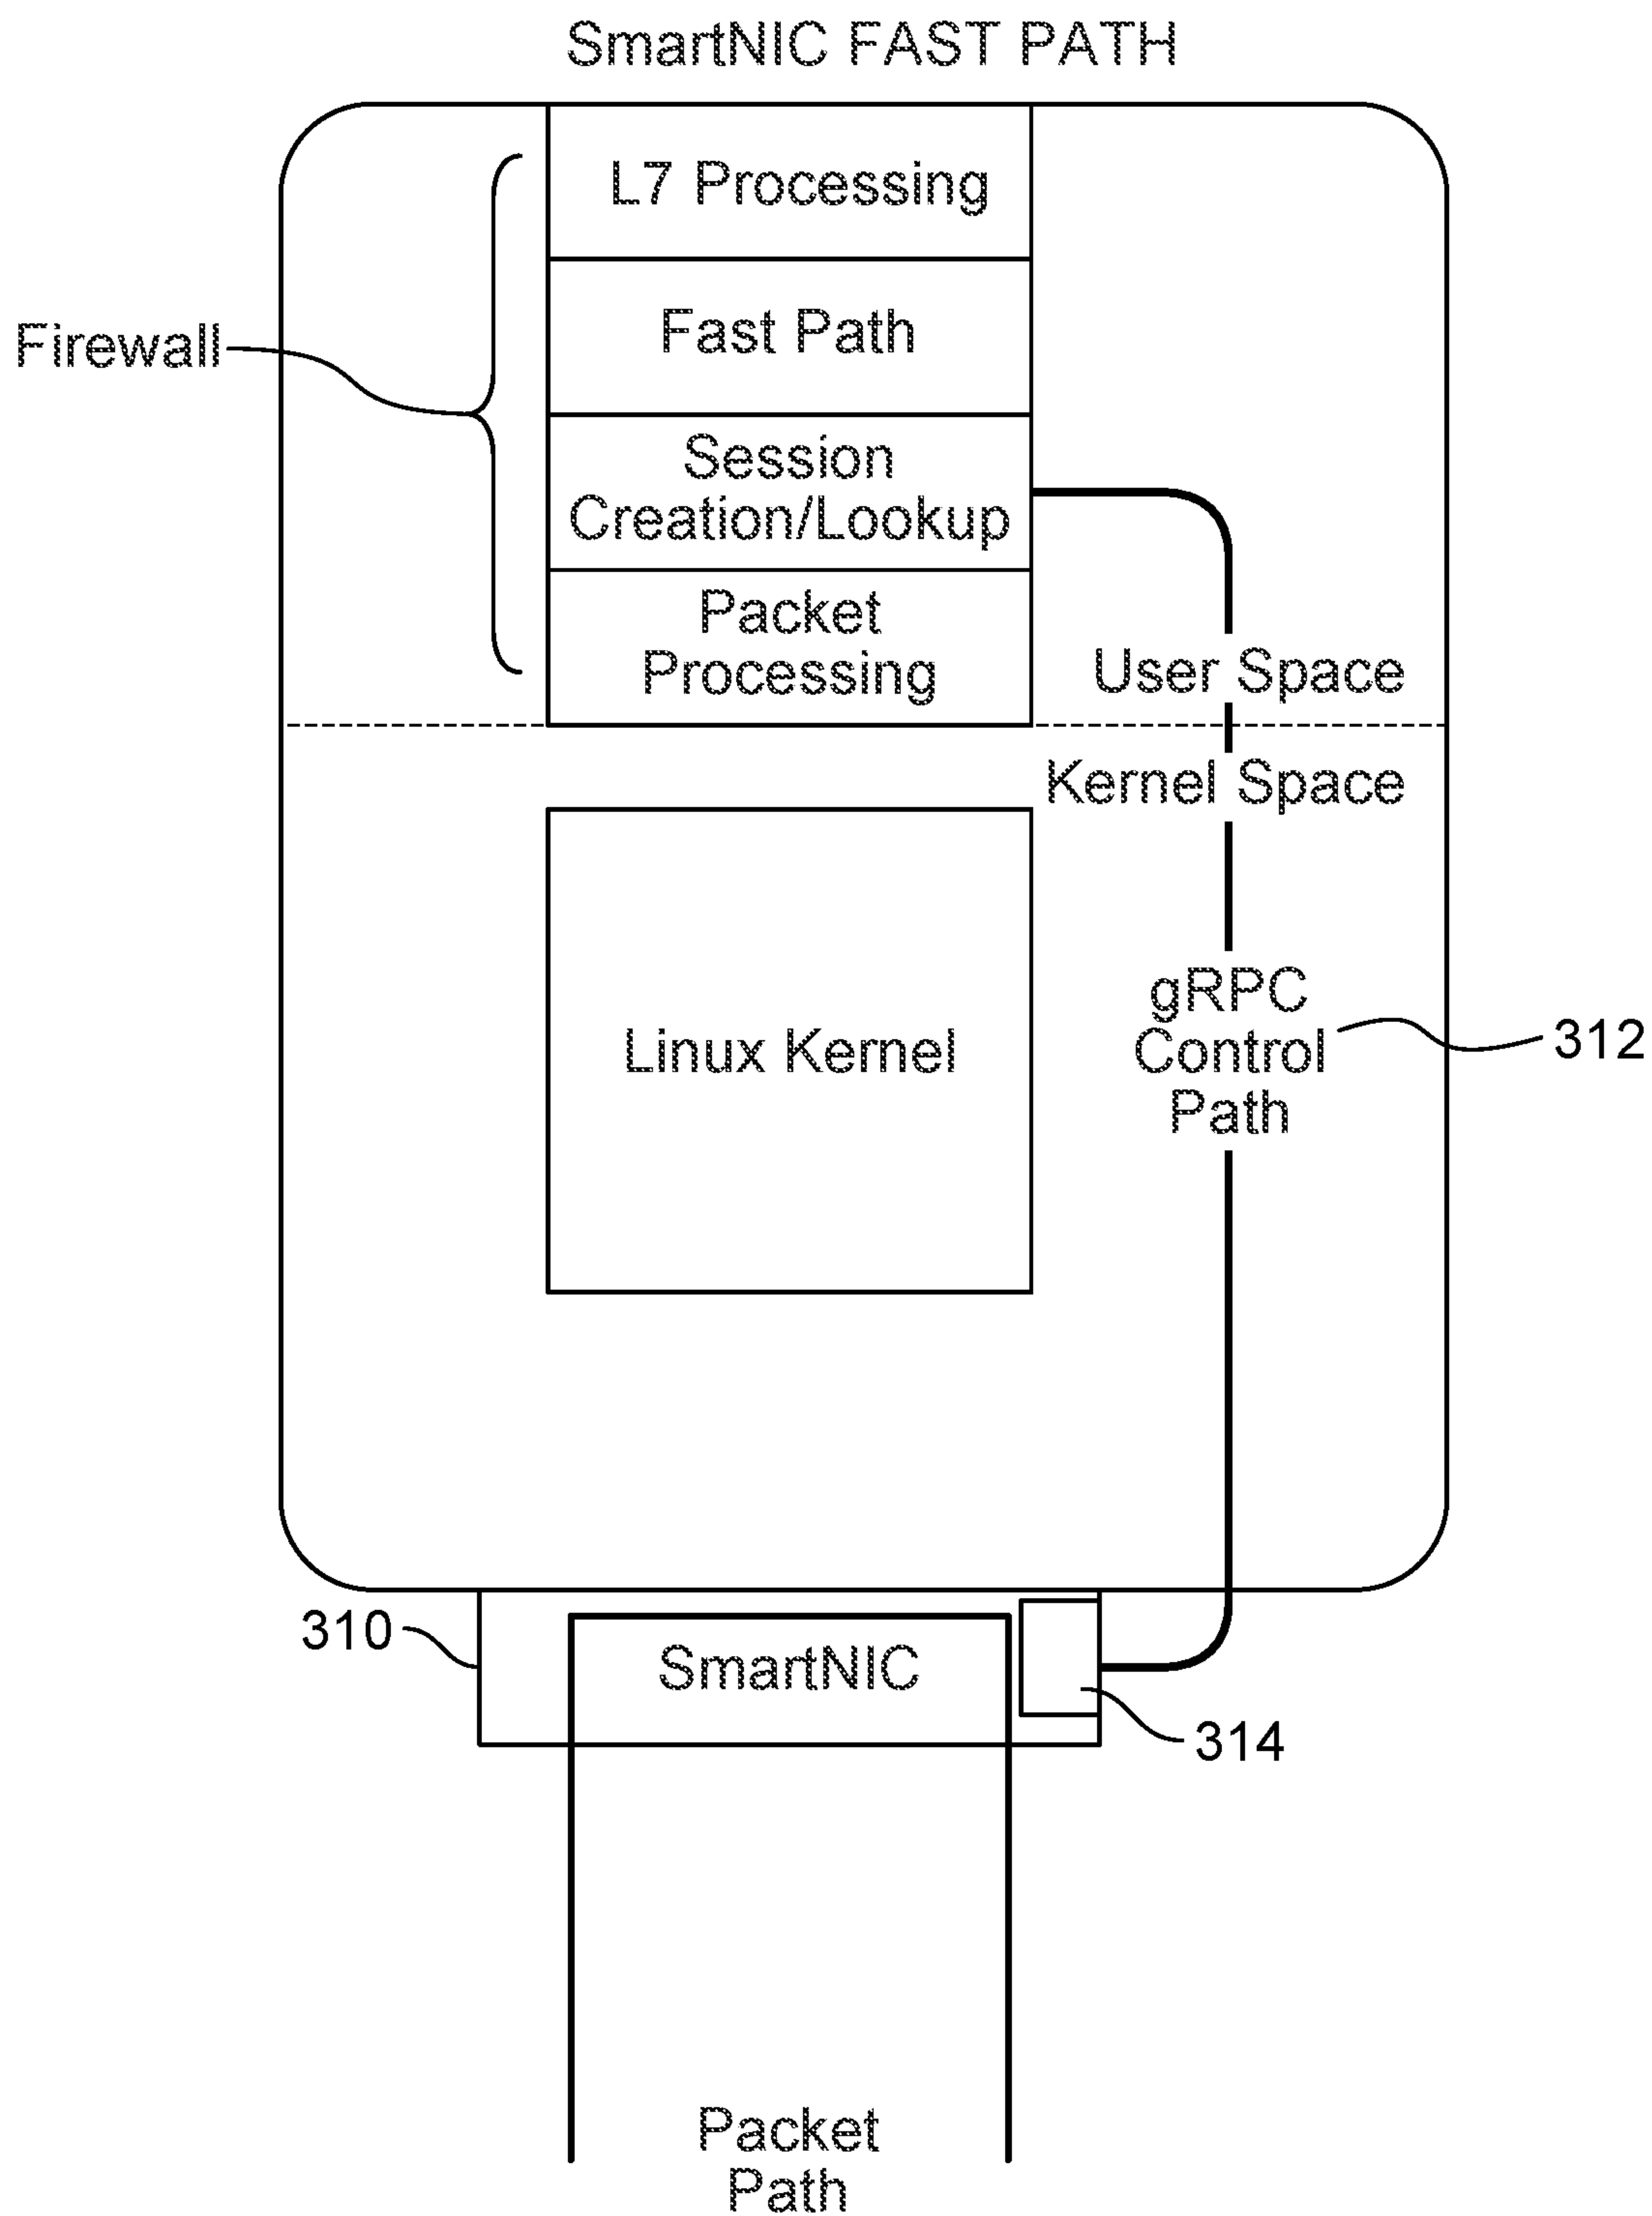 SmartNIC FAST PATH
L7 Processing
Fast Path
Firewall
Session
Creation/Lookup
Packet
Processing
User Space
Kernel Space
gRPC
Control
Path
312
Linux Kernel
310
SmartNIC
314
Packet
Path